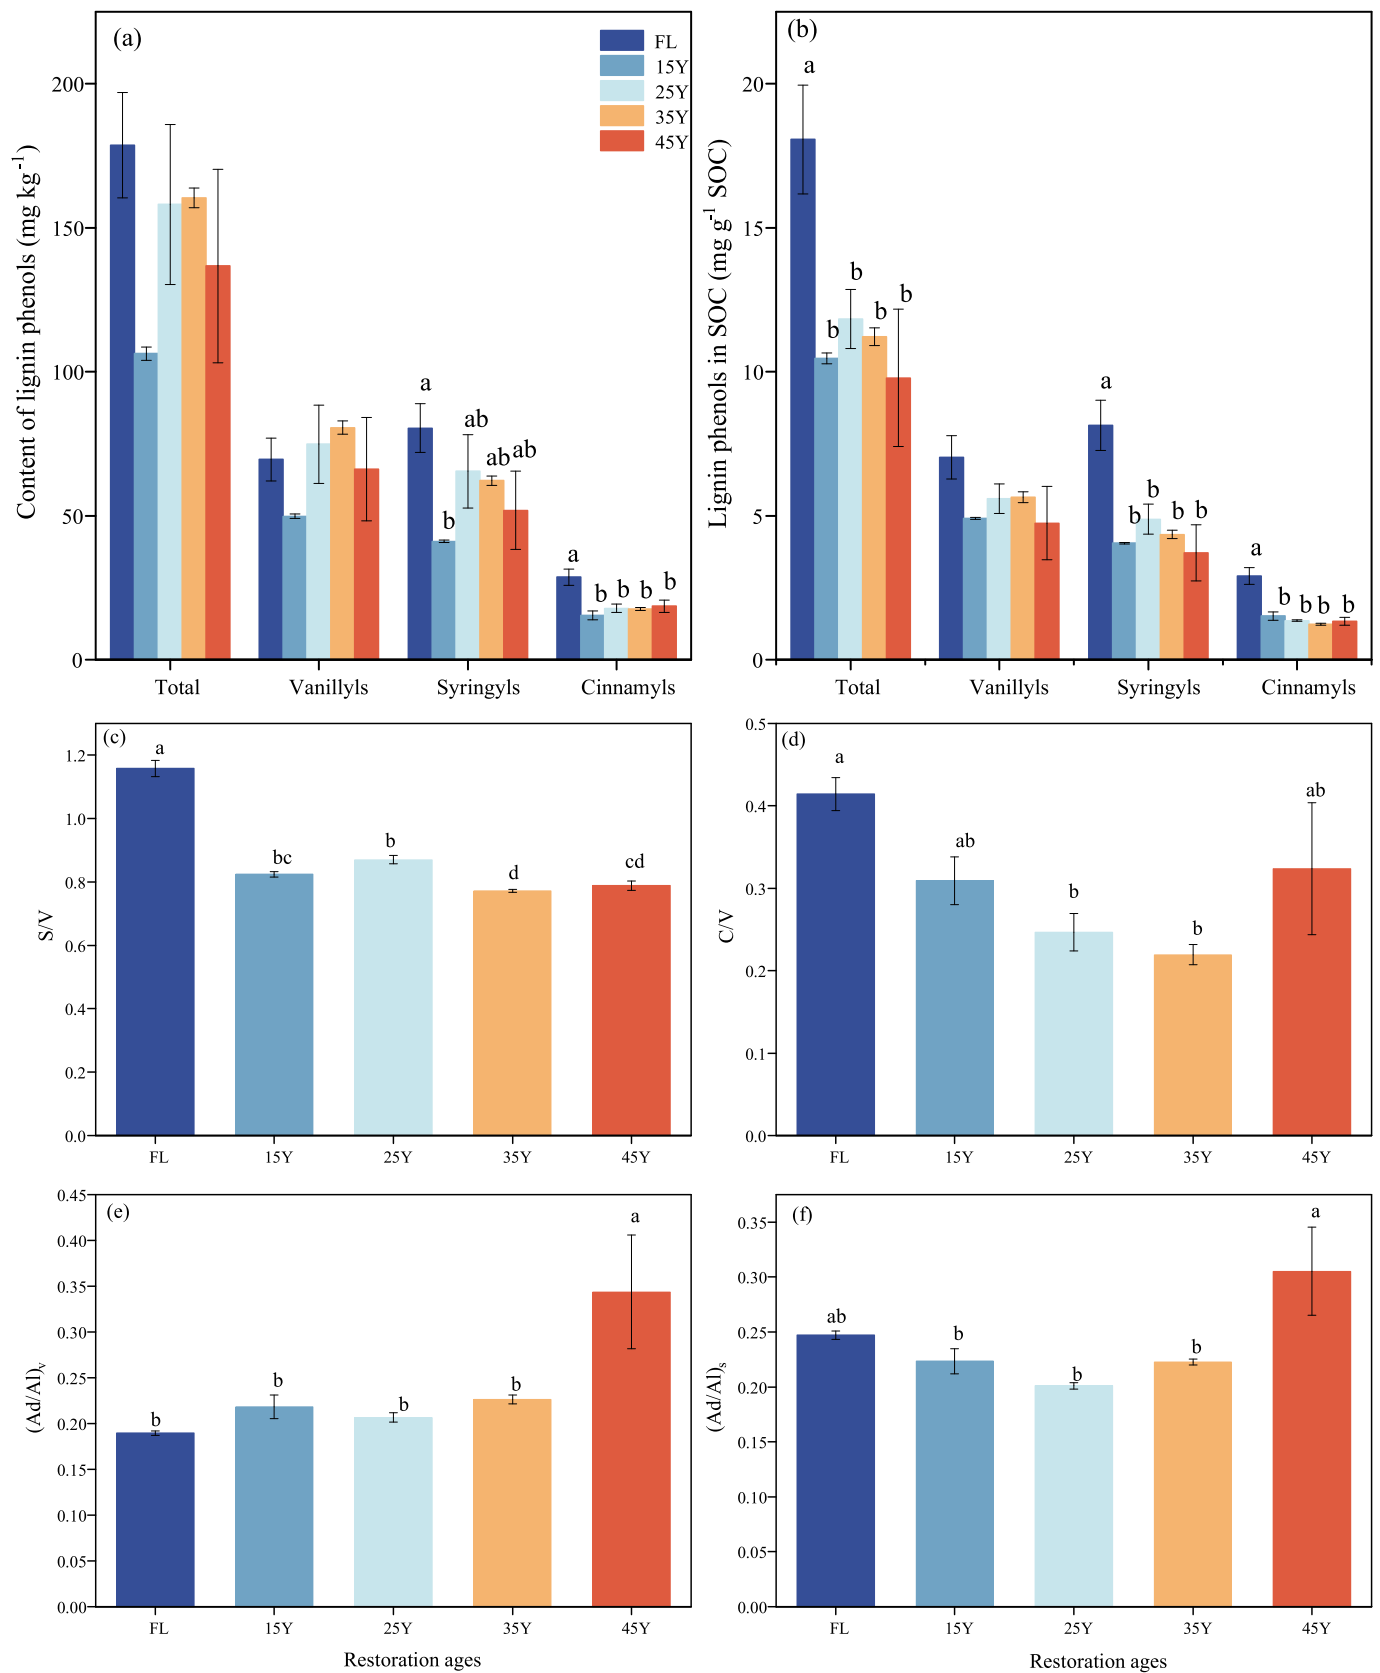 (a)
FL
15Y
25Y
35Y
45Y
Content of lignin phenols (mg kg-1)
200
150
100
50
0
a
b
ab
ab
ab
a
b
b
b
b
Total
Vanillyls
Syringyls
Cinnamyls
(b)
Lignin phenols in SOC (mg g-1 SOC)
20
15
10
5
0
a
b
b
b
b
a
b
b
b
b
a
b
b
b
b
Total
Vanillyls
Syringyls
Cinnamyls
(c)
S/V
1.2
1.0
0.8
0.6
0.4
0.2
0.0
a
bc
b
d
cd
FL
15Y
25Y
35Y
45Y
(d)
C/V
0.5
0.4
0.3
0.2
0.1
0.0
a
ab
b
b
ab
FL
15Y
25Y
35Y
45Y
(e)
(Ad/Al)v
0.45
0.40
0.35
0.30
0.25
0.20
0.15
0.10
0.05
0.00
b
b
b
b
a
FL
15Y
25Y
35Y
45Y
Restoration ages
(f)
(Ad/Al)s
0.35
0.30
0.25
0.20
0.15
0.10
0.05
0.00
ab
b
b
b
a
FL
15Y
25Y
35Y
45Y
Restoration ages